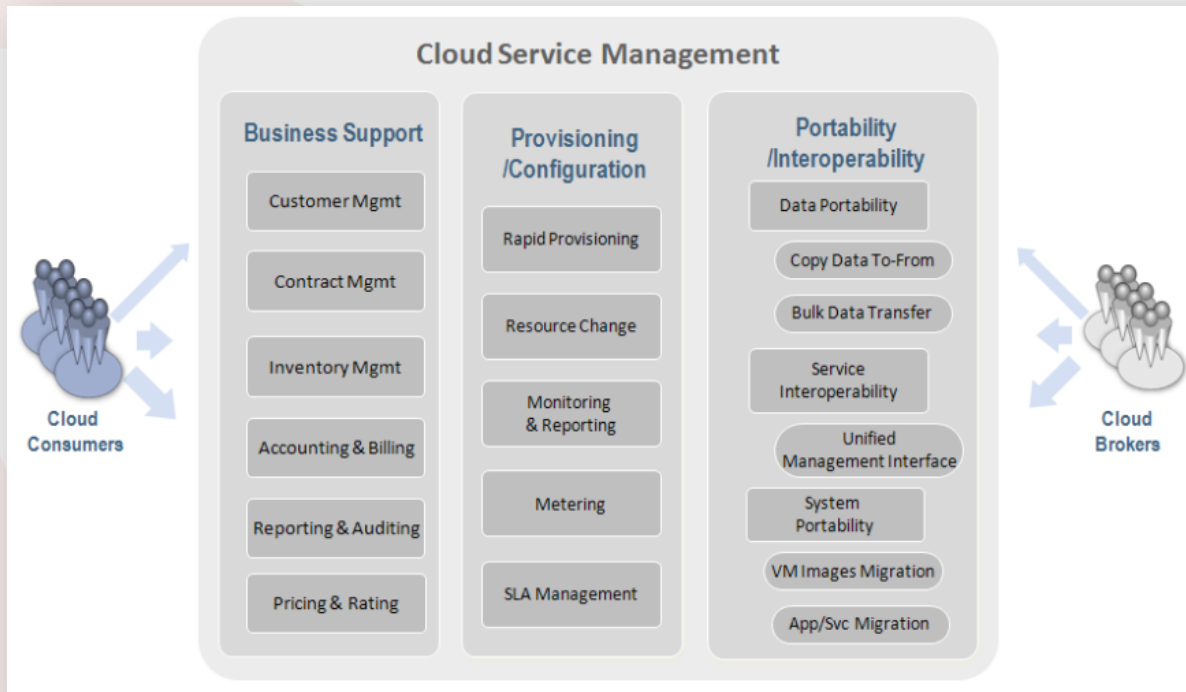 Cloud Service Management
Business Support
Customer Mgmt
Contract Mgmt
Inventory Mgmt
Accounting & Billing
Reporting & Auditing
Pricing & Rating
Provisioning
/Configuration
Rapid Provisioning
Resource Change
Monitoring
& Reporting
Metering
SLA Management
Portability
/Interoperability
Data Portability
Copy Data To-From
Bulk Data Transfer
Service
Interoperability
Unified
Management Interface
System
Portability
VM Images Migration
App/Svc Migration
Cloud
Consumers
Cloud
Brokers